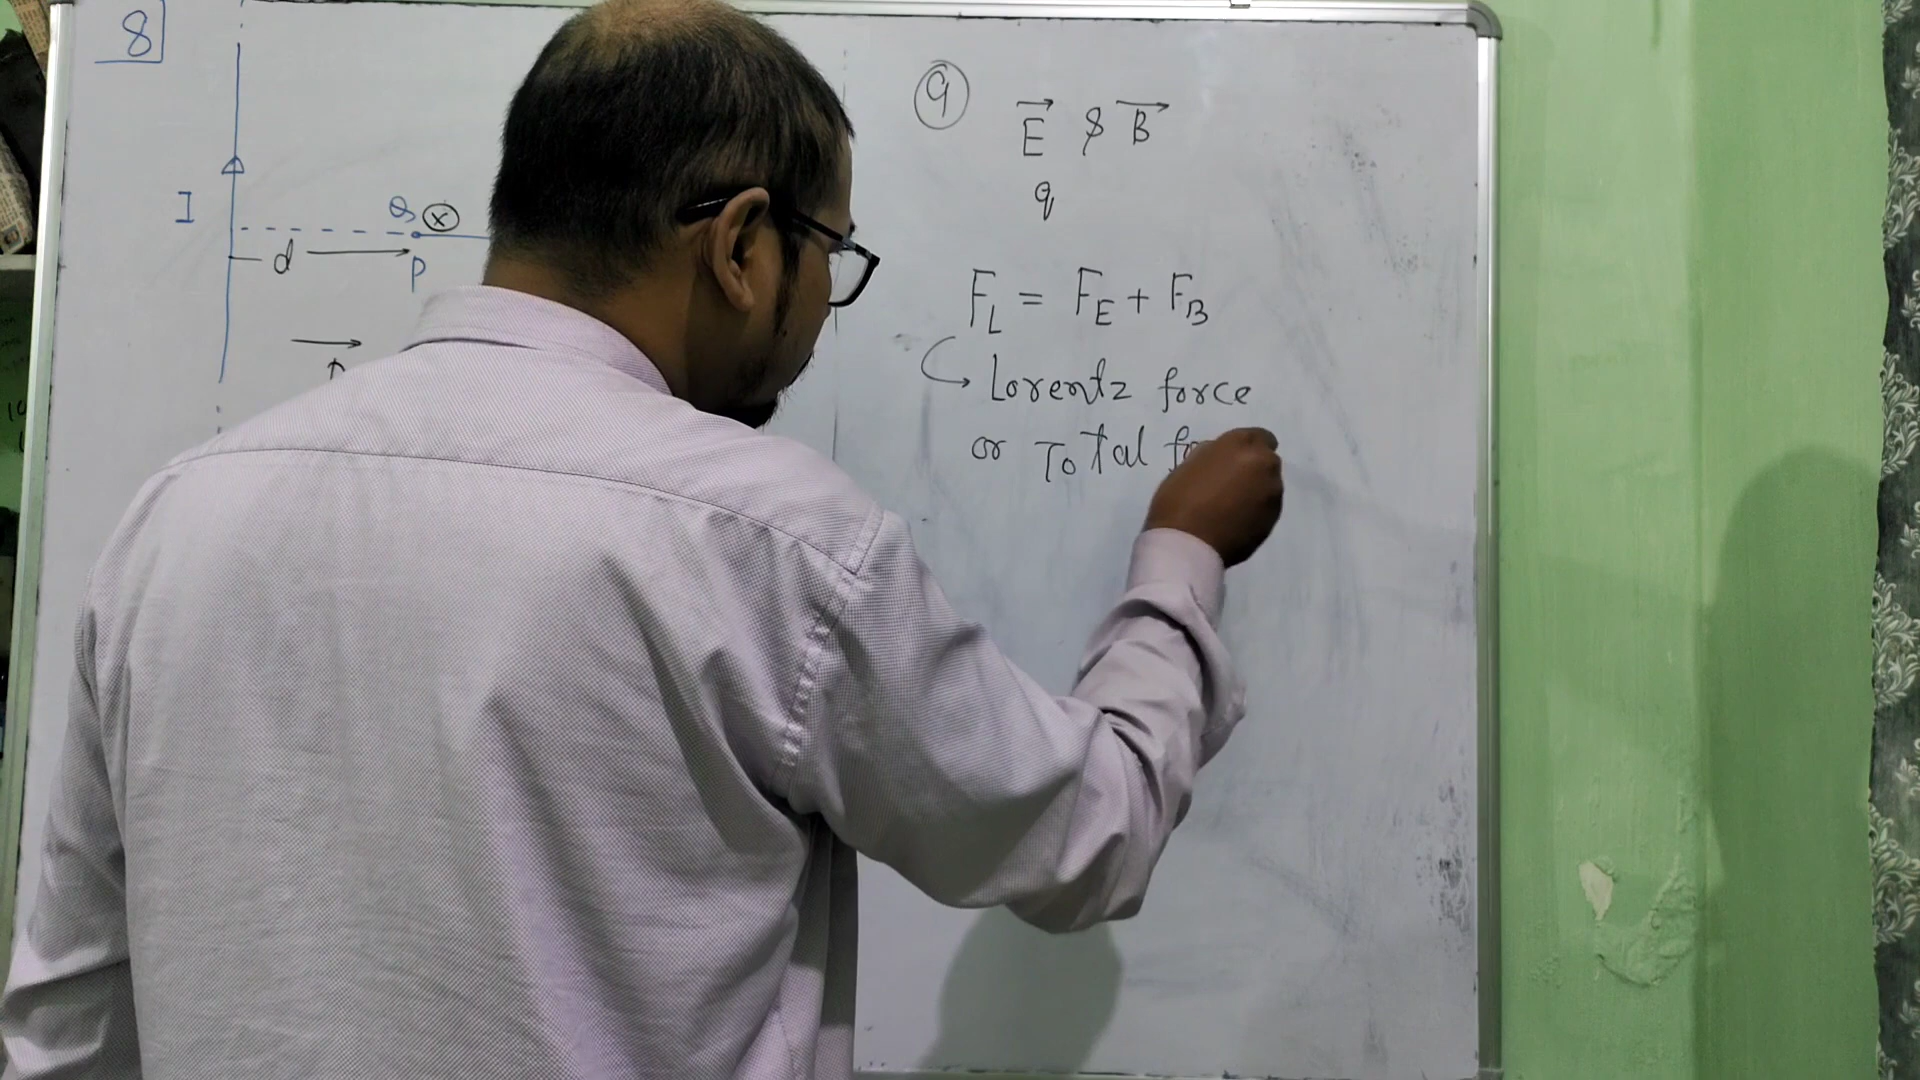 8
I
Q ⓧ
d
P
⑨
E & B
q
F_L = F_E + F_B
Lorentz force
or Total